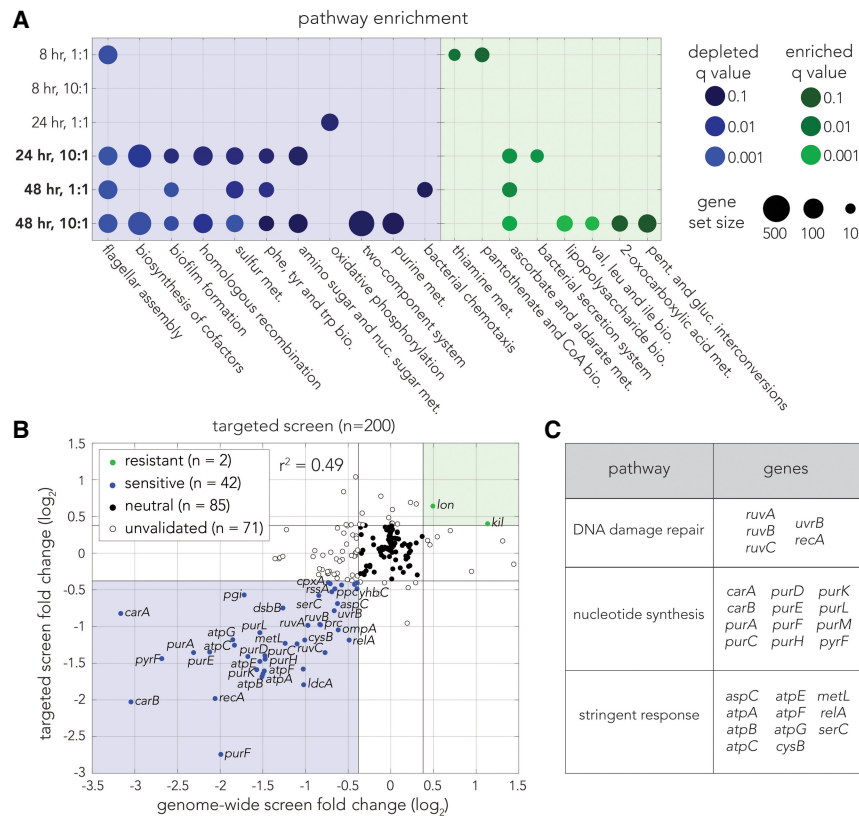 A
pathway enrichment
8 hr, 1:1
8 hr, 10:1
24 hr, 1:1
24 hr, 10:1
48 hr, 1:1
48 hr, 10:1
flagellar assembly
biosynthesis of cofactors
biofilm formation
homologous recombination
sulfur met.
phe, tyr and trp bio.
amino sugar and nuc. sugar met.
oxidative phosphorylation
two-component system
purine met.
bacterial chemotaxis
thiamine met.
pantothenate and CoA bio.
ascorbate and aldarate met.
bacterial secretion system
lipopolysaccharide bio.
val, leu and ile bio.
2-oxocarboxylic acid met.
pent. and gluc. interconversions
depleted
q value
0.1
0.01
0.001
enriched
q value
0.1
0.01
0.001
gene
set size
500 100 10
B
targeted screen (n=200)
resistant (n = 2)
sensitive (n = 42)
neutral (n = 85)
unvalidated (n = 71)
r² = 0.49
targeted screen fold change (log₂)
1.5
1
0.5
0
-0.5
-1
-1.5
-2
-2.5
-3
-3.5 -3 -2.5 -2 -1.5 -1 -0.5 0 0.5 1 1.5
genome-wide screen fold change (log₂)
lon
kil
cpxA
rssA
ppc
yhbC
pgi
dsbB
serC
aspC
uvrB
carA
purL
ruvA
ruvB
prc
ompA
atpG
metL
cysB
relA
purA
atpC
purD
purC
ruvC
pyrF
purE
atpE
purH
purK
atpF
atpB
atpA
ldcA
carB
recA
purF
C
pathway genes
DNA damage repair
ruvA
ruvB uvrB
ruvC recA
nucleotide synthesis
carA purD purK
carB purE purL
purA purF purM
purC purH pyrF
stringent response
aspC atpE metL
atpA atpF relA
atpB atpG serC
atpC cysB